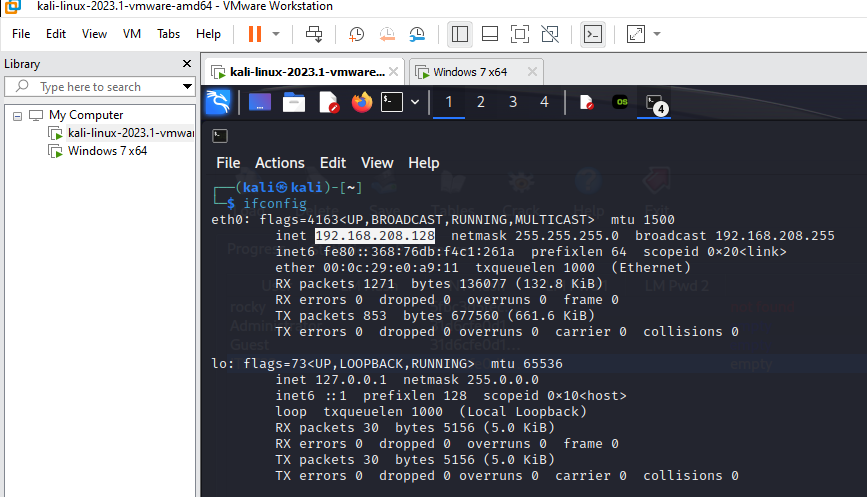 kali-linux-2023.1-vmware-amd64 - VMware Workstation
File Edit View VM Tabs Help
Library
Type here to search
My Computer
kali-linux-2023.1-vmwar
Windows 7 x64
kali-linux-2023.1-vmware...
Windows 7 x64
1 2 3 4
4
File Actions Edit View Help
┌──(kali㉿kali)-[~]
└─$ ifconfig
eth0: flags=4163<UP,BROADCAST,RUNNING,MULTICAST> mtu 1500
inet 192.168.208.128 netmask 255.255.255.0 broadcast 192.168.208.255
inet6 fe80::368:76db:f4c1:261a prefixlen 64 scopeid 0×20<link>
ether 00:0c:29:e0:a9:11 txqueuelen 1000 (Ethernet)
RX packets 1271 bytes 136077 (132.8 KiB)
RX errors 0 dropped 0 overruns 0 frame 0
TX packets 853 bytes 677560 (661.6 KiB)
TX errors 0 dropped 0 overruns 0 carrier 0 collisions 0
lo: flags=73<UP,LOOPBACK,RUNNING> mtu 65536
inet 127.0.0.1 netmask 255.0.0.0
inet6 ::1 prefixlen 128 scopeid 0×10<host>
loop txqueuelen 1000 (Local Loopback)
RX packets 30 bytes 5156 (5.0 KiB)
RX errors 0 dropped 0 overruns 0 frame 0
TX packets 30 bytes 5156 (5.0 KiB)
TX errors 0 dropped 0 overruns 0 carrier 0 collisions 0
Help
Exit
LM Pwd 2
rocky
Guest
empty